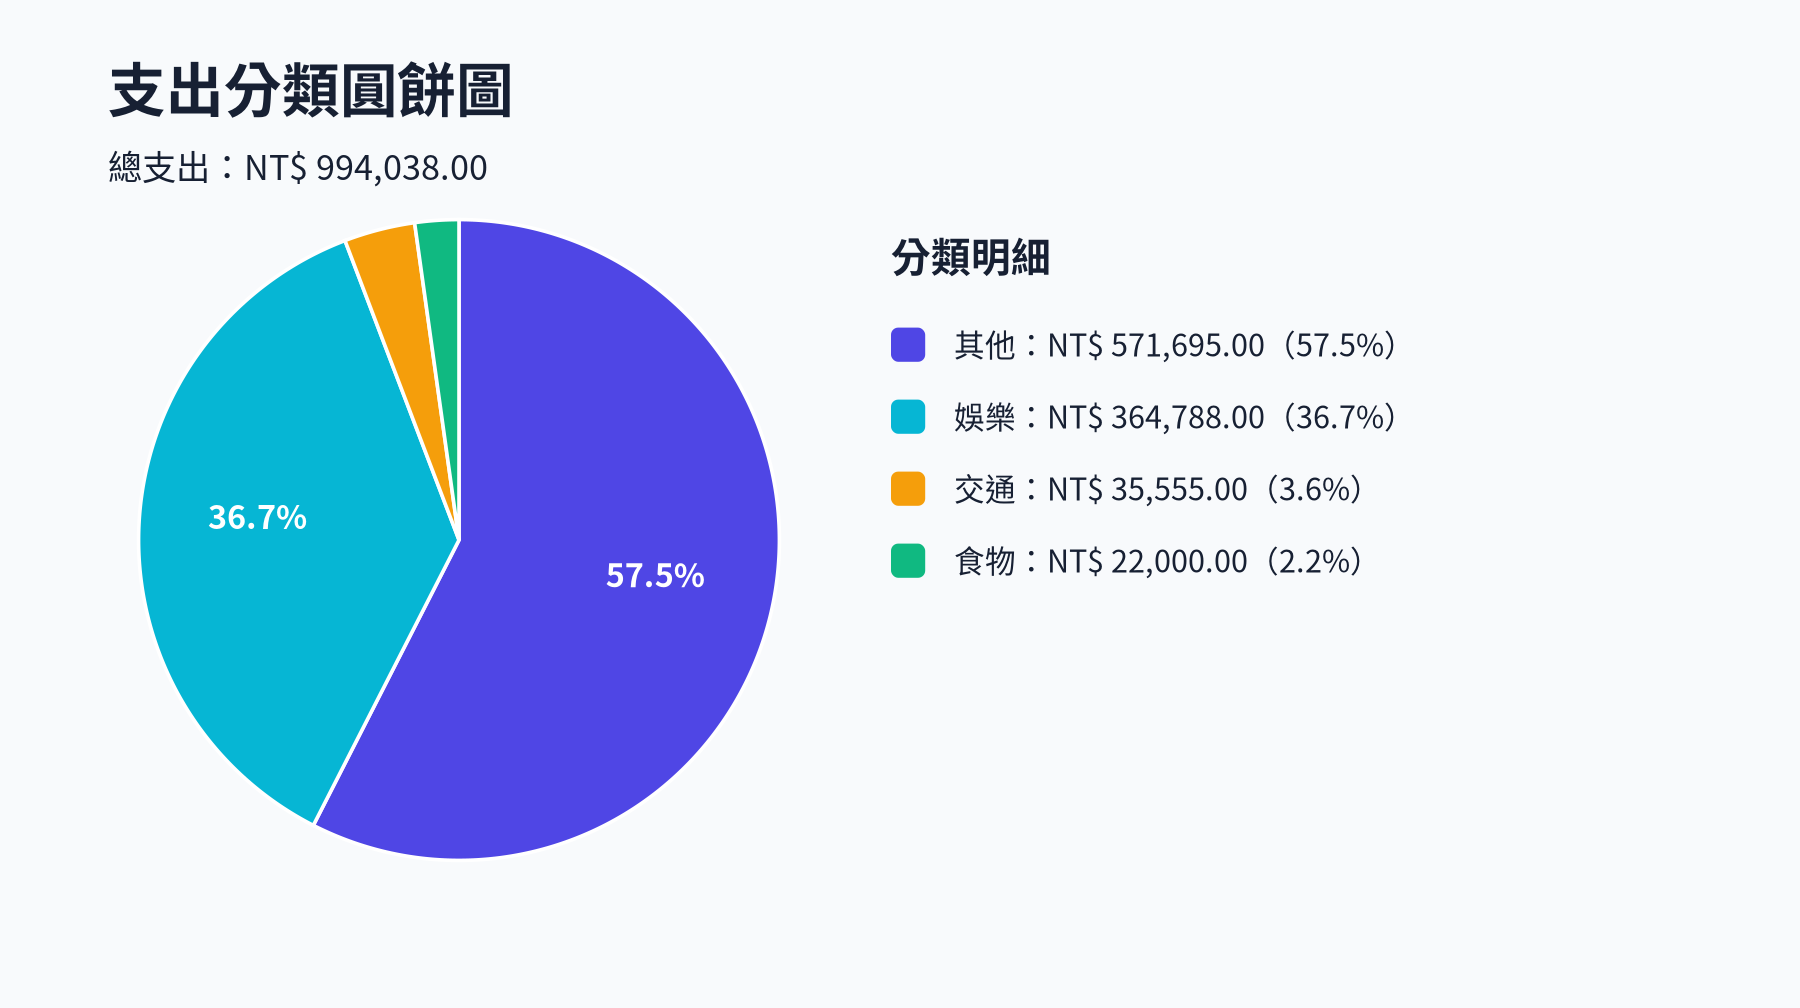 支出分類圓餅圖
總支出：NT$ 994,038.00
36.7%
57.5%
分類明細
其他：NT$ 571,695.00（57.5%）
娛樂：NT$ 364,788.00（36.7%）
交通：NT$ 35,555.00（3.6%）
食物：NT$ 22,000.00（2.2%）